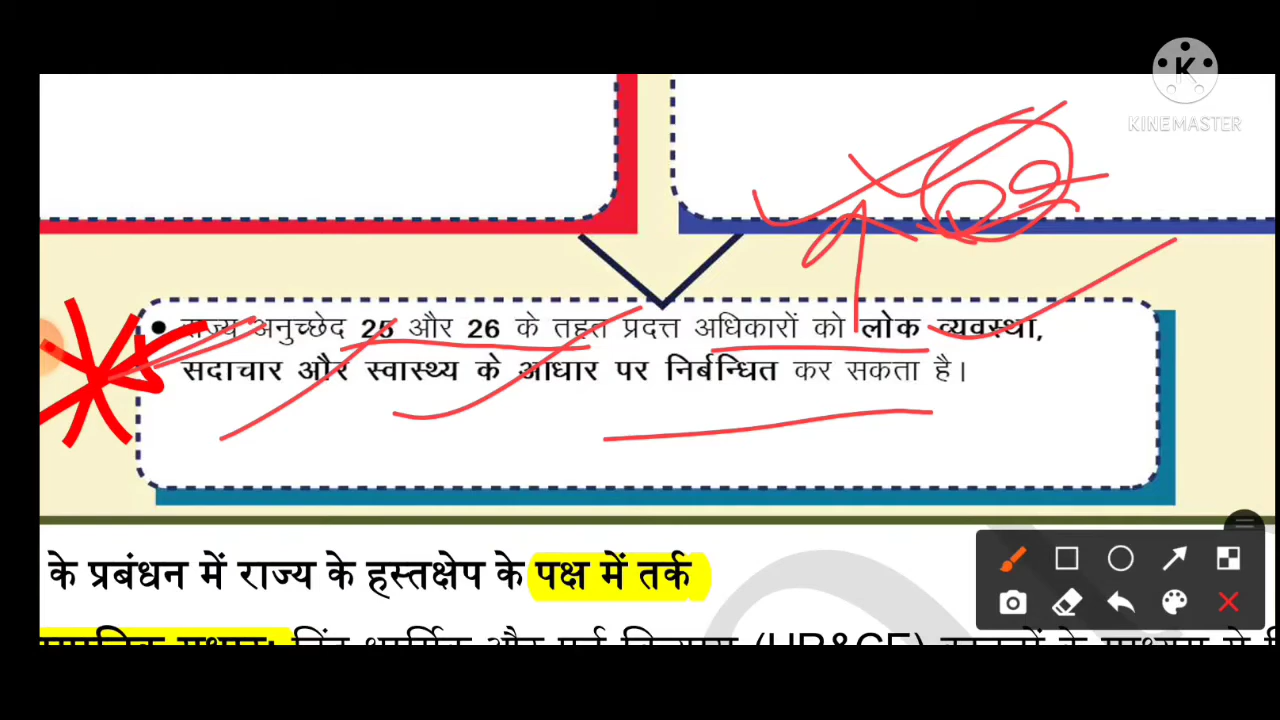 KINEMASTER
• राज्य अनुच्छेद 25 और 26 के तहत प्रदत्त अधिकारों को लोक व्यवस्था,
सदाचार और स्वास्थ्य के आधार पर निर्बन्धित कर सकता है।
के प्रबंधन में राज्य के हस्तक्षेप के पक्ष में तर्क
और